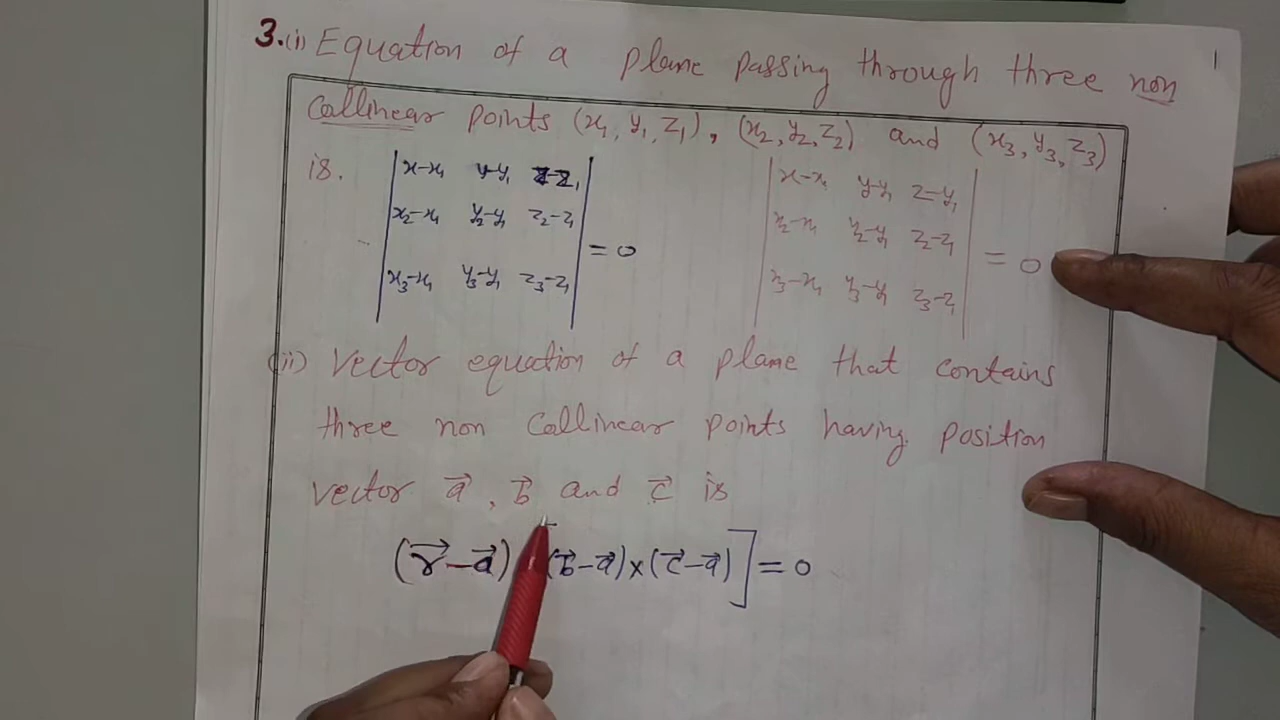 3.(i) Equation of a plane passing through three non
Collinear points (x₁, y₁, z₁), (x₂, y₂, z₂) and (x₃, y₃, z₃)
is. | x-x₁ y-y₁ z-z₁ | | x-x₁ y-y₁ z-y₁ |
| x₂-x₁ y₂-y₁ z₂-z₁ | = 0 | x₂-x₁ y₂-y₁ z₂-z₁ | = 0
| x₃-x₁ y₃-y₁ z₃-z₁ | | x₃-x₁ y₃-y₁ z₃-z₁ |
(ii) Vector equation of a plane that contains
three non Collinear points having position
vector a⃗, b⃗ and c⃗ is
(r⃗-a⃗) (b⃗-a⃗)×(c⃗-a⃗)] = 0